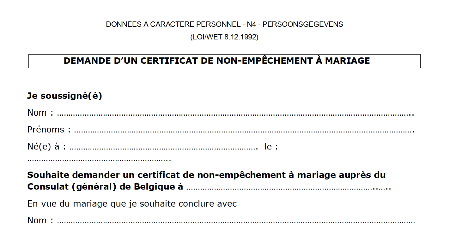 DONNEES A CARACTERE PERSONNEL - N4 - PERSOONSGEGEVENS
(LOI/WET 8.12.1992)
DEMANDE D'UN CERTIFICAT DE NON-EMPÊCHEMENT À MARIAGE
Je soussigné(é)
Nom : ........................................................................................................
Prénoms : ...................................................................................................
Né(e) à : ....................................................... le :
..........................................
Souhaite demander un certificat de non-empêchement à mariage auprès du
Consulat (général) de Belgique à ............................................................
En vue du mariage que je souhaite conclure avec
Nom : ........................................................................................................